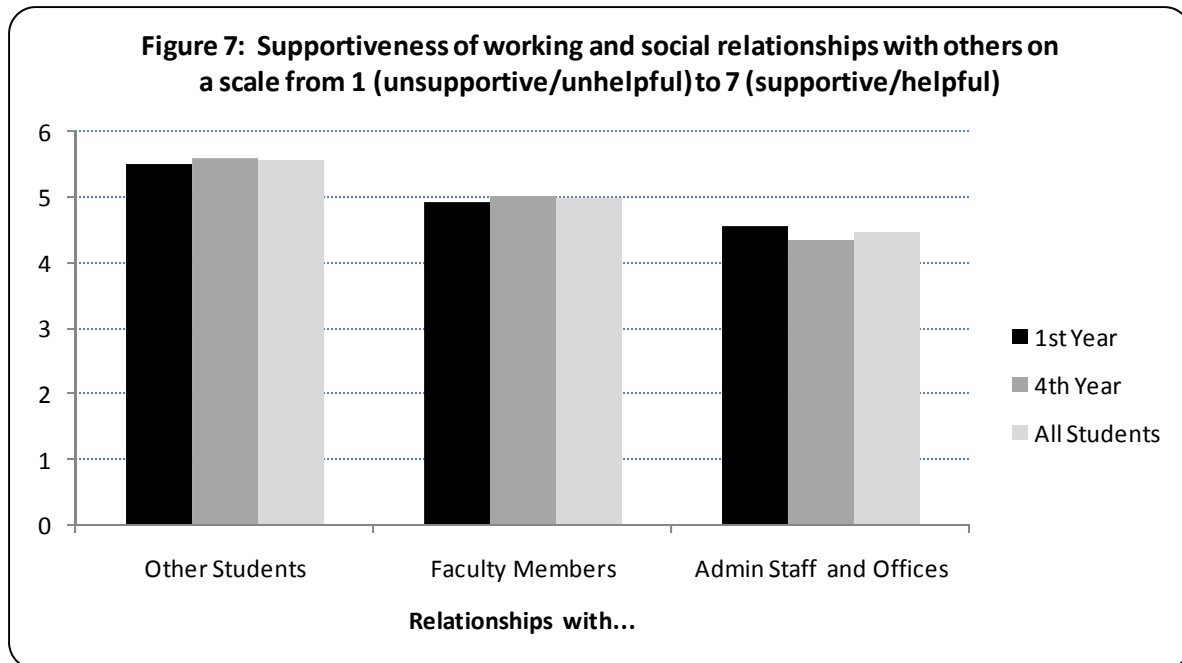 Figure 7: Supportiveness of working and social relationships with others on
a scale from 1 (unsupportive/unhelpful) to 7 (supportive/helpful)
6
5
4
3
2
1
0
1st Year
4th Year
All Students
Other Students
Faculty Members
Admin Staff and Offices
Relationships with...